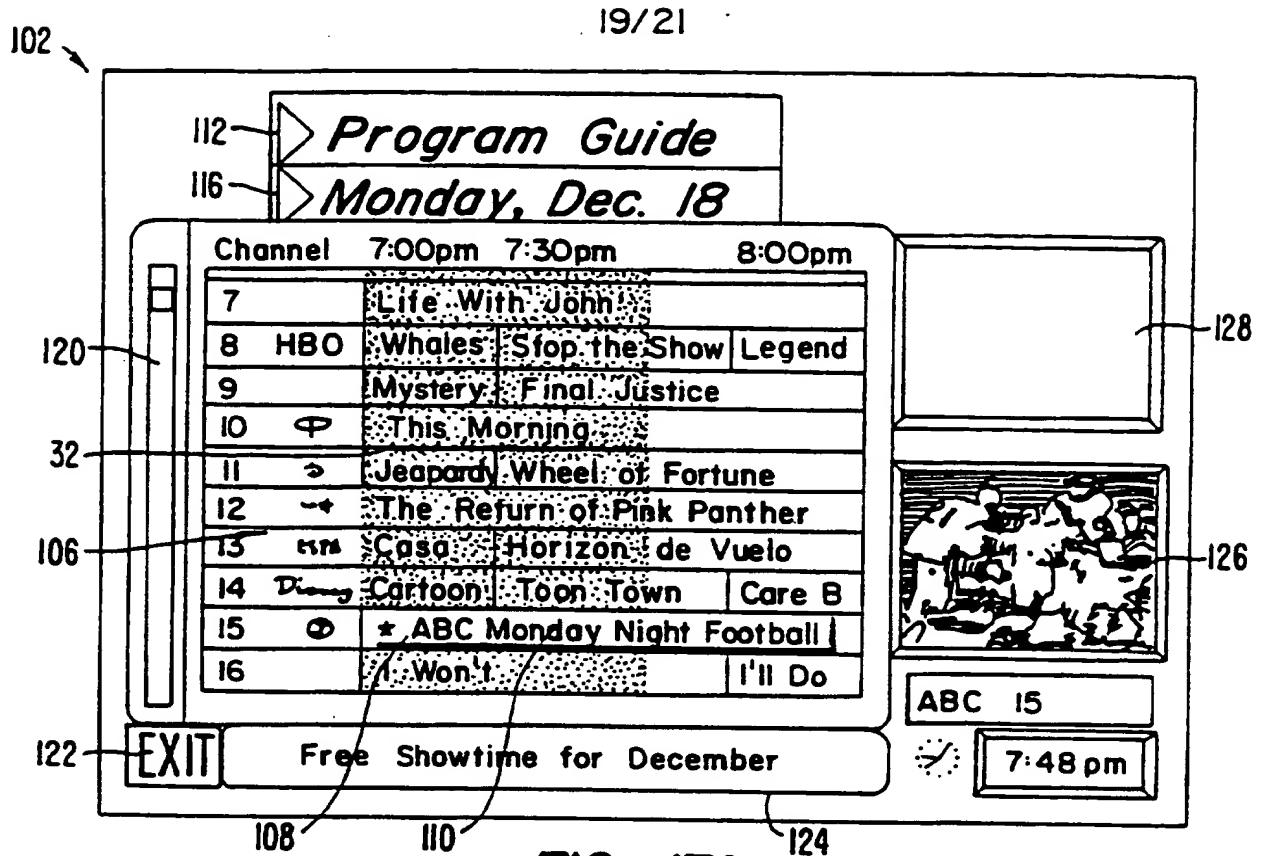 19/21
102
112
Program Guide
116
Monday, Dec. 18
Channel 7:00pm 7:30pm 8:00pm
7 Life With John
8 HBO Whales Stop the Show Legend
120
128
9 Mystery Final Justice
10 This Morning
32
11 Jeopardy Wheel of Fortune
12 The Return of Pink Panther
106
13 Casa Horizon de Vuelo
126
14 Disney Cartoon Toon Town Care B
15 * ABC Monday Night Football
16 I Won't I'll Do
ABC 15
122
EXIT
Free Showtime for December
7:48 pm
108
110
124